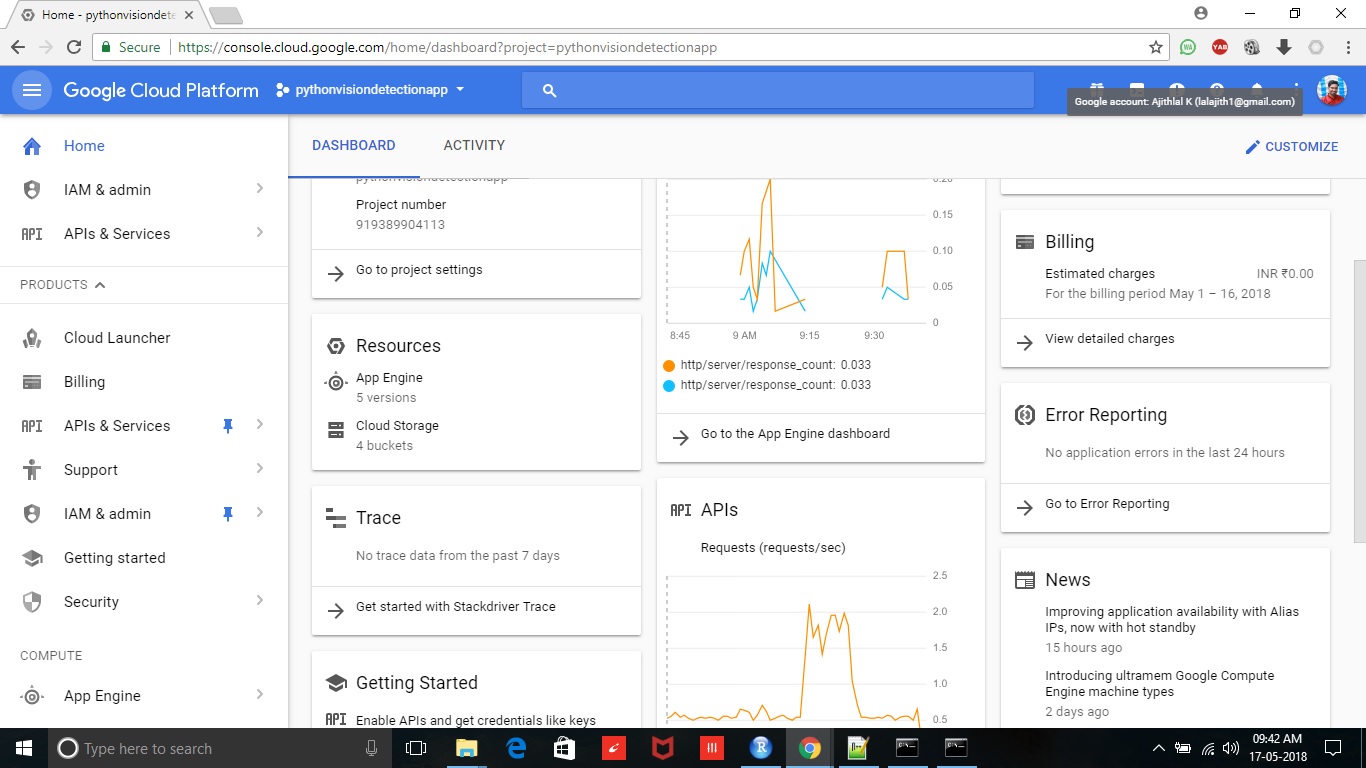 Home - pythonvisiondete
Secure
https://console.cloud.google.com/home/dashboard?project=pythonvisiondetectionapp
WA
YAB
Google Cloud Platform
pythonvisiondetectionapp
Google account: Ajithlal K (lalajith1@gmail.com)
Home
IAM & admin
API APIs & Services
PRODUCTS
Cloud Launcher
Billing
API APIs & Services
Support
IAM & admin
Getting started
Security
COMPUTE
App Engine
DASHBOARD
ACTIVITY
CUSTOMIZE
pythonvisiondetectionapp
Project number
919389904113
Go to project settings
Resources
App Engine
5 versions
Cloud Storage
4 buckets
Trace
No trace data from the past 7 days
Get started with Stackdriver Trace
Getting Started
API Enable APIs and get credentials like keys
0.20
0.15
0.10
0.05
0
8:45 9 AM 9:15 9:30
http/server/response_count: 0.033
http/server/response_count: 0.033
Go to the App Engine dashboard
API APIs
Requests (requests/sec)
2.5
2.0
1.5
1.0
0.5
Billing
Estimated charges INR ₹0.00
For the billing period May 1 – 16, 2018
View detailed charges
Error Reporting
No application errors in the last 24 hours
Go to Error Reporting
News
Improving application availability with Alias
IPs, now with hot standby
15 hours ago
Introducing ultramem Google Compute
Engine machine types
2 days ago
Type here to search
09:42 AM
17-05-2018